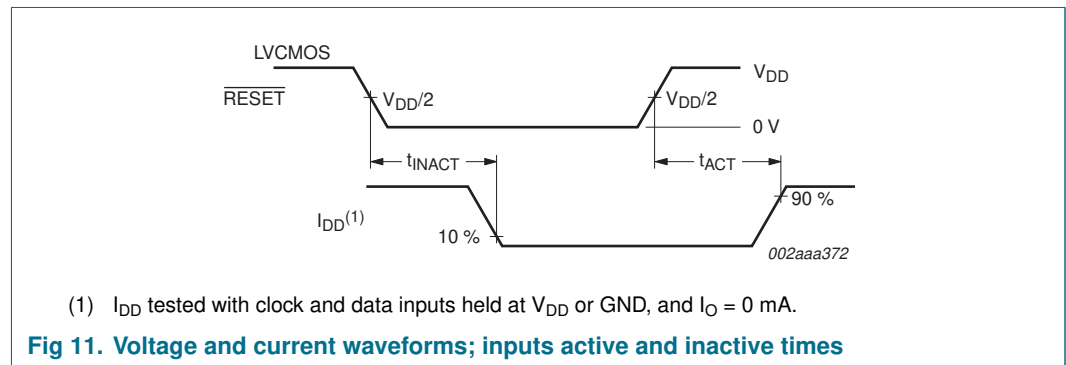 LVCMOS
RESET
VDD/2
VDD/2
VDD
0 V
tINACT
tACT
IDD(1)
10 %
90 %
002aaa372
(1) IDD tested with clock and data inputs held at VDD or GND, and IO = 0 mA.
Fig 11. Voltage and current waveforms; inputs active and inactive times